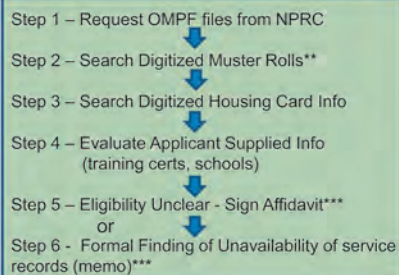 Step 1 – Request OMPF files from NPRC
Step 2 – Search Digitized Muster Rolls**
Step 3 – Search Digitized Housing Card Info
Step 4 – Evaluate Applicant Supplied Info
(training certs, schools)
Step 5 – Eligibility Unclear - Sign Affidavit***
or
Step 6 - Formal Finding of Unavailability of service
records (memo)***